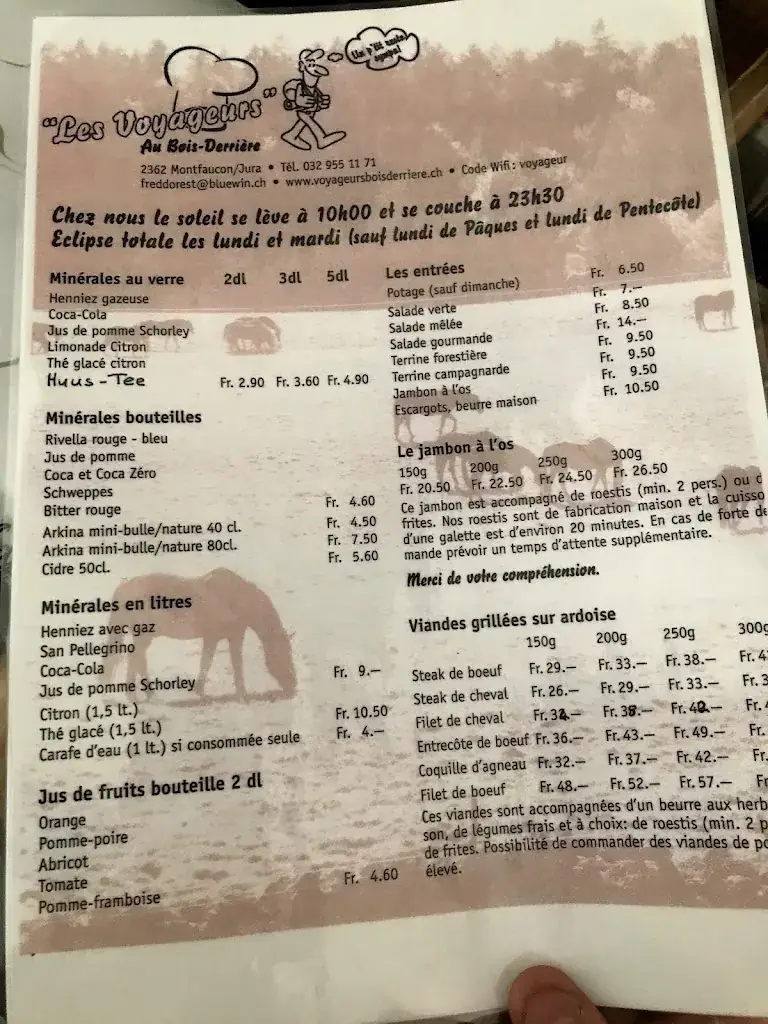 Un p'tit
"Les Voyageurs"
Au Bois-Derrière
2362 Montfaucon/Jura • Tél. 032 955 11 71
freddorest@bluewin.ch • www.voyageursboisderriere.ch • Code Wifi: voyageur
Chez nous le soleil se lève à 10h00 et se couche à 23h30
Eclipse totale les lundi et mardi (sauf lundi de Pâques et lundi de Pentecôte)
Minérales au verre 2dl 3dl 5dl
Henniez gazeuse
Coca-Cola
Jus de pomme Schorley
Limonade Citron
Thé glacé citron
Huus-Tee Fr. 2.90 Fr. 3.60 Fr. 4.90
Minérales bouteilles
Rivella rouge - bleu
Jus de pomme
Coca et Coca Zéro
Schweppes
Bitter rouge Fr. 4.60
Arkina mini-bulle/nature 40 cl. Fr. 4.50
Arkina mini-bulle/nature 80cl. Fr. 7.50
Cidre 50cl. Fr. 5.60
Minérales en litres
Henniez avec gaz
San Pellegrino
Coca-Cola
Jus de pomme Schorley Fr. 9.—
Citron (1,5 lt.)
Thé glacé (1,5 lt.) Fr. 10.50
Carafe d'eau (1 lt.) si consommée seule Fr. 4.—
Jus de fruits bouteille 2 dl
Orange
Pomme-poire
Abricot
Tomate
Pomme-framboise Fr. 4.60
Les entrées
Potage (sauf dimanche) Fr. 6.50
Salade verte Fr. 7.—
Salade mêlée Fr. 8.50
Salade gourmande Fr. 14.—
Terrine forestière Fr. 9.50
Terrine campagnarde Fr. 9.50
Jambon à l'os Fr. 9.50
Escargots, beurre maison Fr. 10.50
Le jambon à l'os
150g 200g 250g 300g
Fr. 20.50 Fr. 22.50 Fr. 24.50 Fr. 26.50
Ce jambon est accompagné de roestis (min. 2 pers.) ou d
frites. Nos roestis sont de fabrication maison et la cuisso
d'une galette est d'environ 20 minutes. En cas de forte de
mande prévoir un temps d'attente supplémentaire.
Merci de votre compréhension.
Viandes grillées sur ardoise
150g 200g 250g 300g
Steak de boeuf Fr. 29.— Fr. 33.— Fr. 38.— Fr. 4
Steak de cheval Fr. 26.— Fr. 29.— Fr. 33.— Fr. 3
Filet de cheval Fr. Fr. Fr. Fr.
Entrecôte de boeuf Fr. 36.— Fr. 43.— Fr. 49.— Fr.
Coquille d'agneau Fr. 32.— Fr. 37.— Fr. 42.— Fr.
Filet de boeuf Fr. 48.— Fr. 52.— Fr. 57.— Fr
Ces viandes sont accompagnées d'un beurre aux herb
son, de légumes frais et à choix: de roestis (min. 2 p
de frites. Possibilité de commander des viandes de po
élevé.